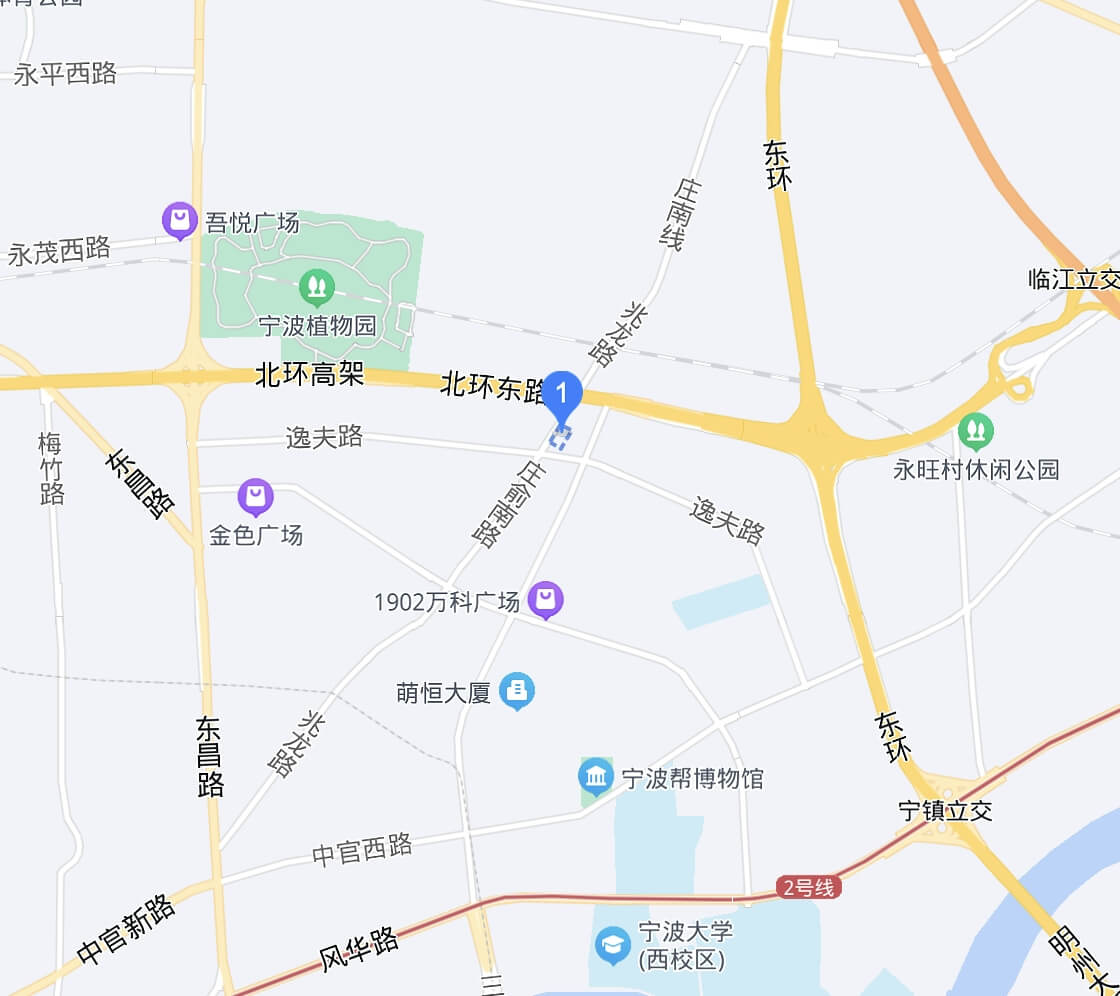 永平西路
东环
庄南线
吾悦广场
永茂西路
临江立交
宁波植物园
兆龙路
北环高架
北环东路
1
逸夫路
梅竹路
东昌路
永旺村休闲公园
庄俞南路
逸夫路
金色广场
1902万科广场
萌恒大厦
兆龙路
东昌路
东环
宁波帮博物馆
宁镇立交
中官西路
2号线
中官新路
风华路
宁波大学
(西校区)
明州大
三